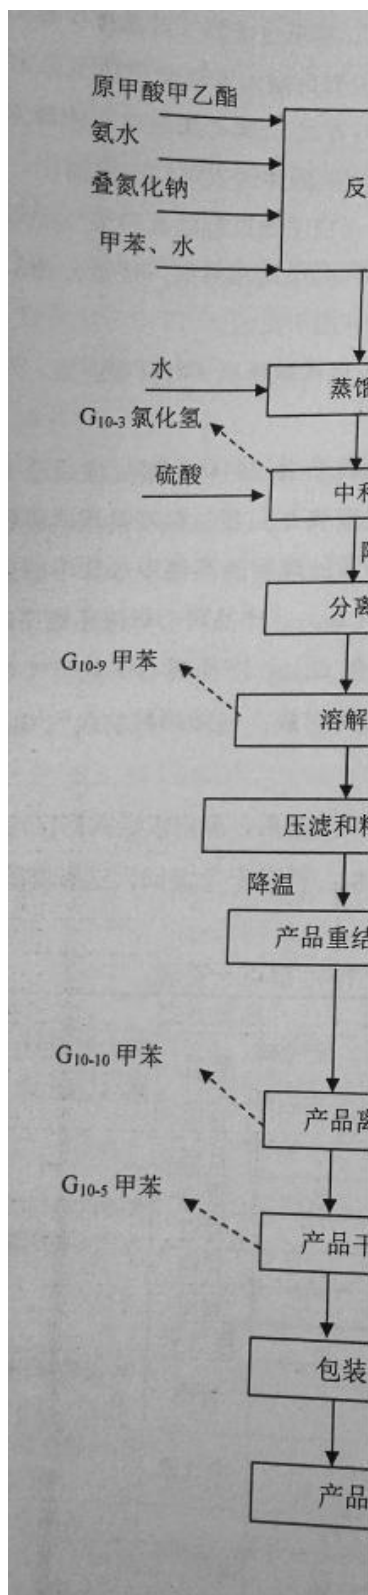 原甲酸甲乙酯
氨水
叠氮化钠
反
甲苯、水
水
蒸馏
G10-3 氯化氢
硫酸
中和
降
分离
G10-9 甲苯
溶解
压滤和精
降温
产品重结
G10-10 甲苯
产品离
G10-5 甲苯
产品干
包装
产品